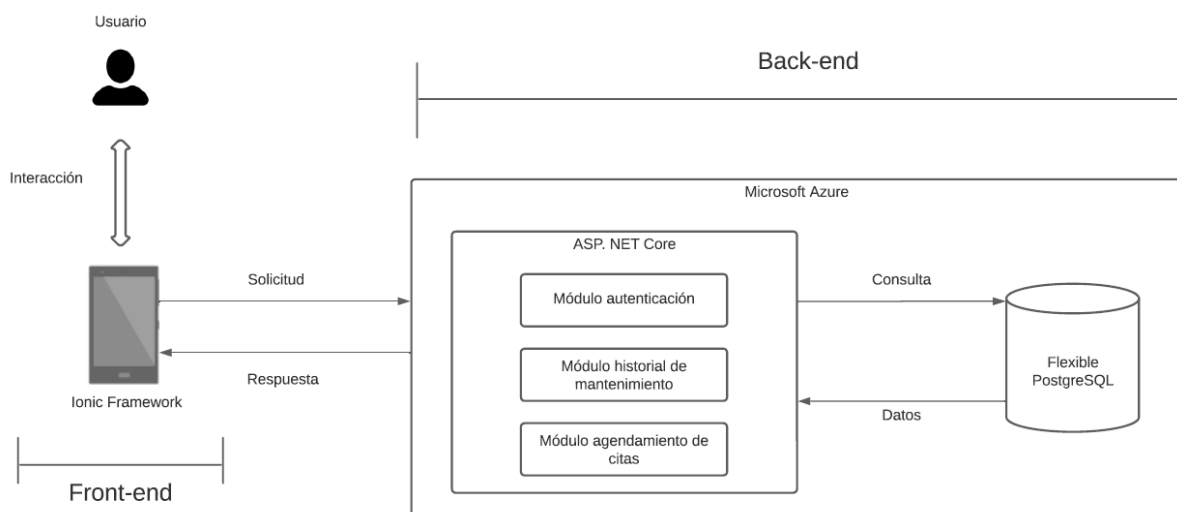 Usuario
Back-end
Interacción
Microsoft Azure
ASP. NET Core
Solicitud
Módulo autenticación
Consulta
Módulo historial de
mantenimiento
Flexible
PostgreSQL
Respuesta
Ionic Framework
Datos
Módulo agendamiento de
citas
Front-end